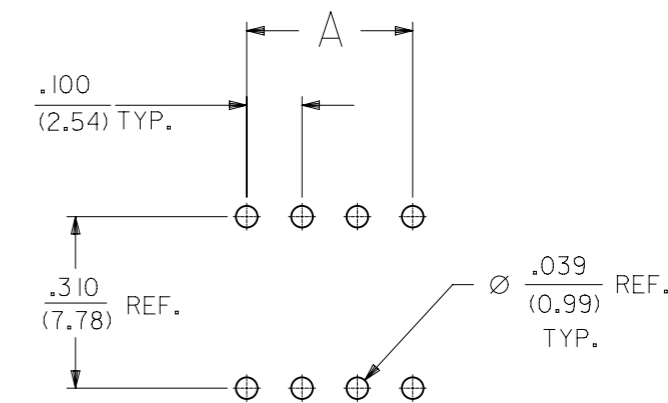 A
.100
(2.54) TYP.
.310
(7.78) REF.
Ø .039
(0.99) REF.
TYP.